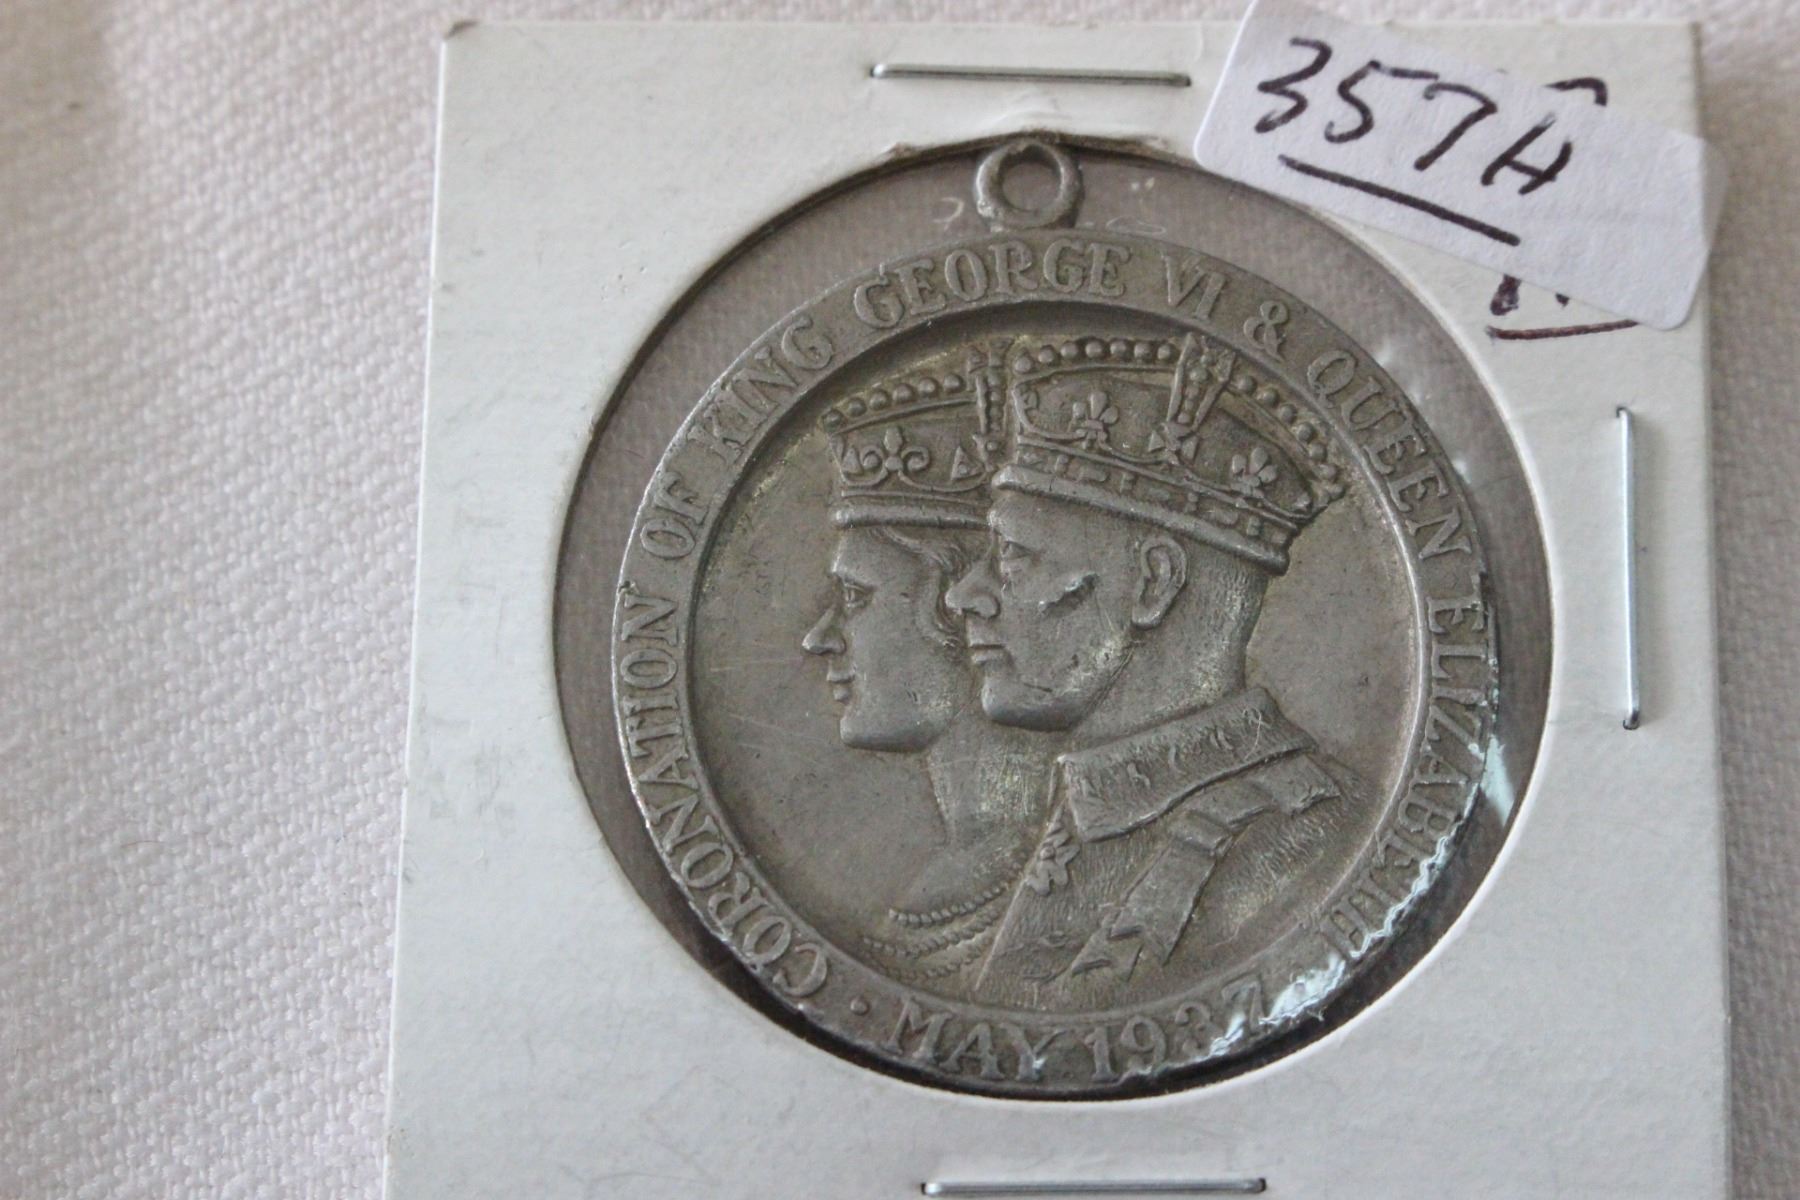 357A
CORONATION OF KING GEORGE VI & QUEEN ELIZABETH
· MAY 1937 ·